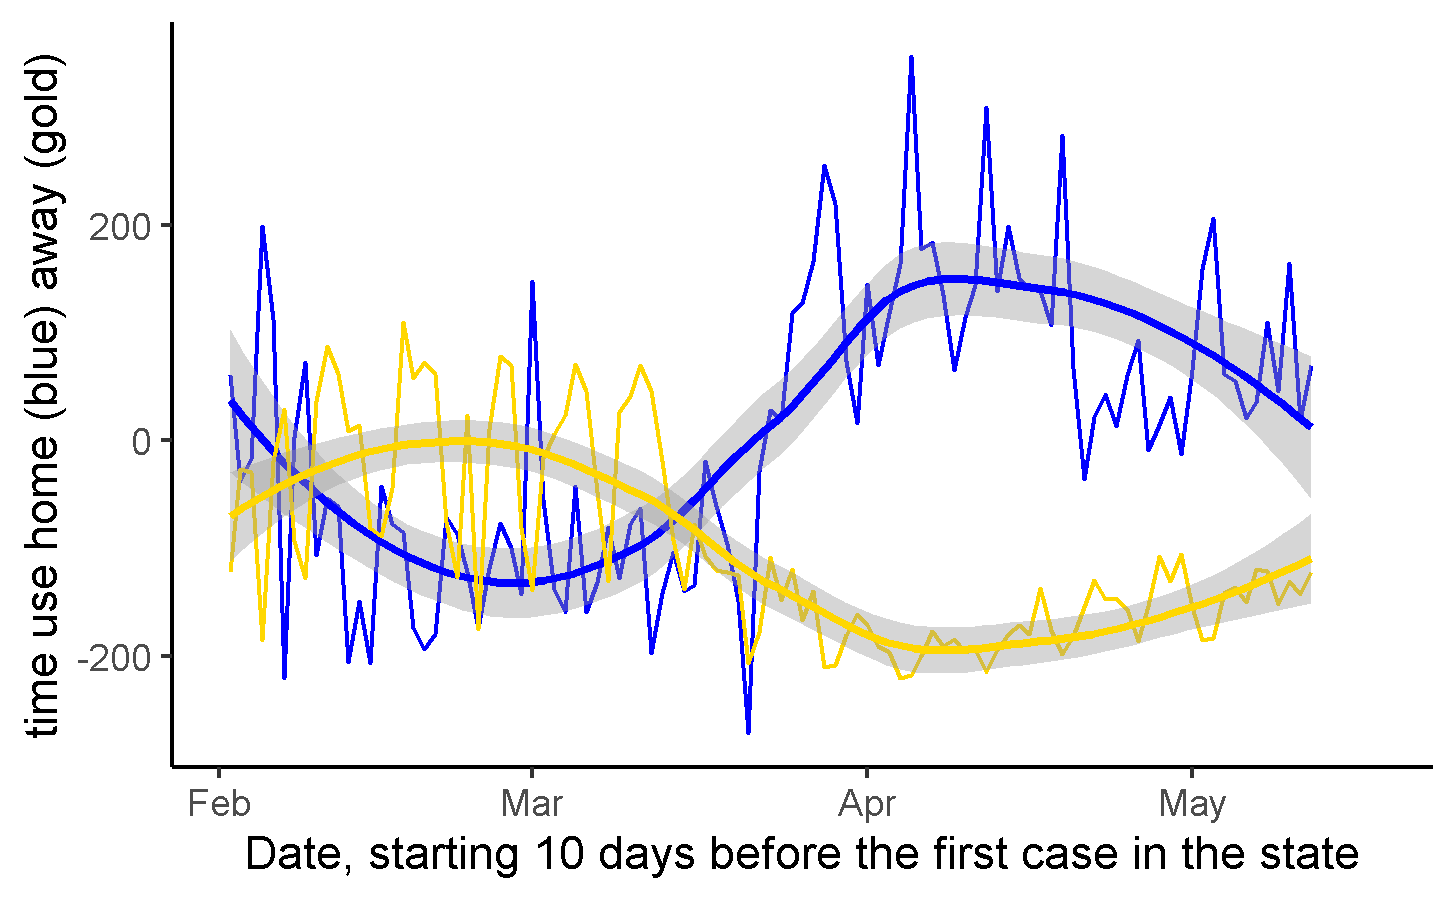 time use home (blue) away (gold)
200
0
-200
Feb
Mar
Apr
May
Date, starting 10 days before the first case in the state